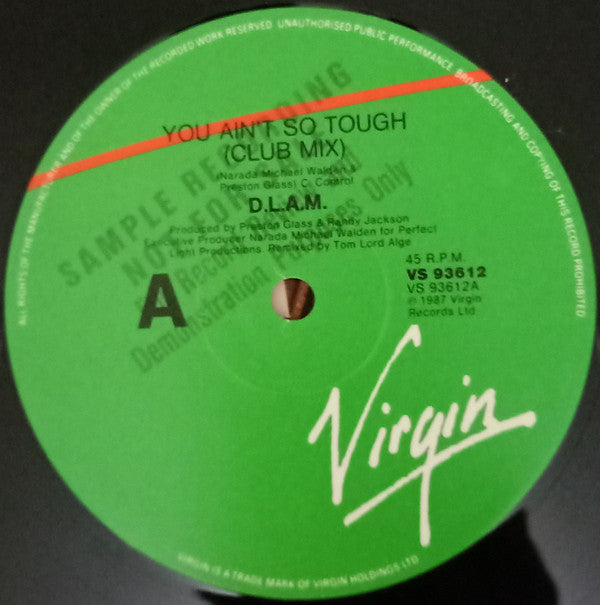 ALL RIGHTS OF THE MANUFACTURER AND OF THE OWNER OF THE RECORDED WORK RESERVED UNAUTHORISED PUBLIC PERFORMANCE, BROADCASTING AND COPYING OF THIS RECORD PROHIBITED
YOU AIN'T SO TOUGH
(CLUB MIX)
(Narada Michael Walden &
Preston Glass) C. Control
D.L.A.M.
Produced by Preston Glass & Randy Jackson
Executive Producer Narada Michael Walden for Perfect
Light Productions. Remixed by Tom Lord Alge
SAMPLE RECORDING
NOT FOR
Demonstration Only
A
45 R.P.M.
VS 93612
VS 93612A
℗ 1987 Virgin
Records Ltd
Virgin
VIRGIN IS A TRADE MARK OF VIRGIN HOLDINGS LTD